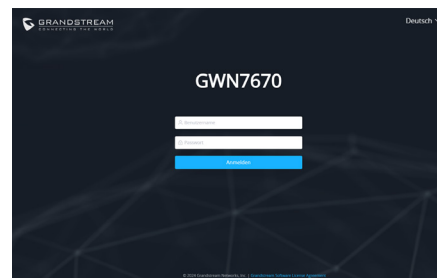 GRANDSTREAM
CONNECTING THE WORLD
Deutsch
GWN7670
Benutzername
Passwort
Anmelden
© 2024 Grandstream Networks, Inc. | Grandstream Software License Agreement